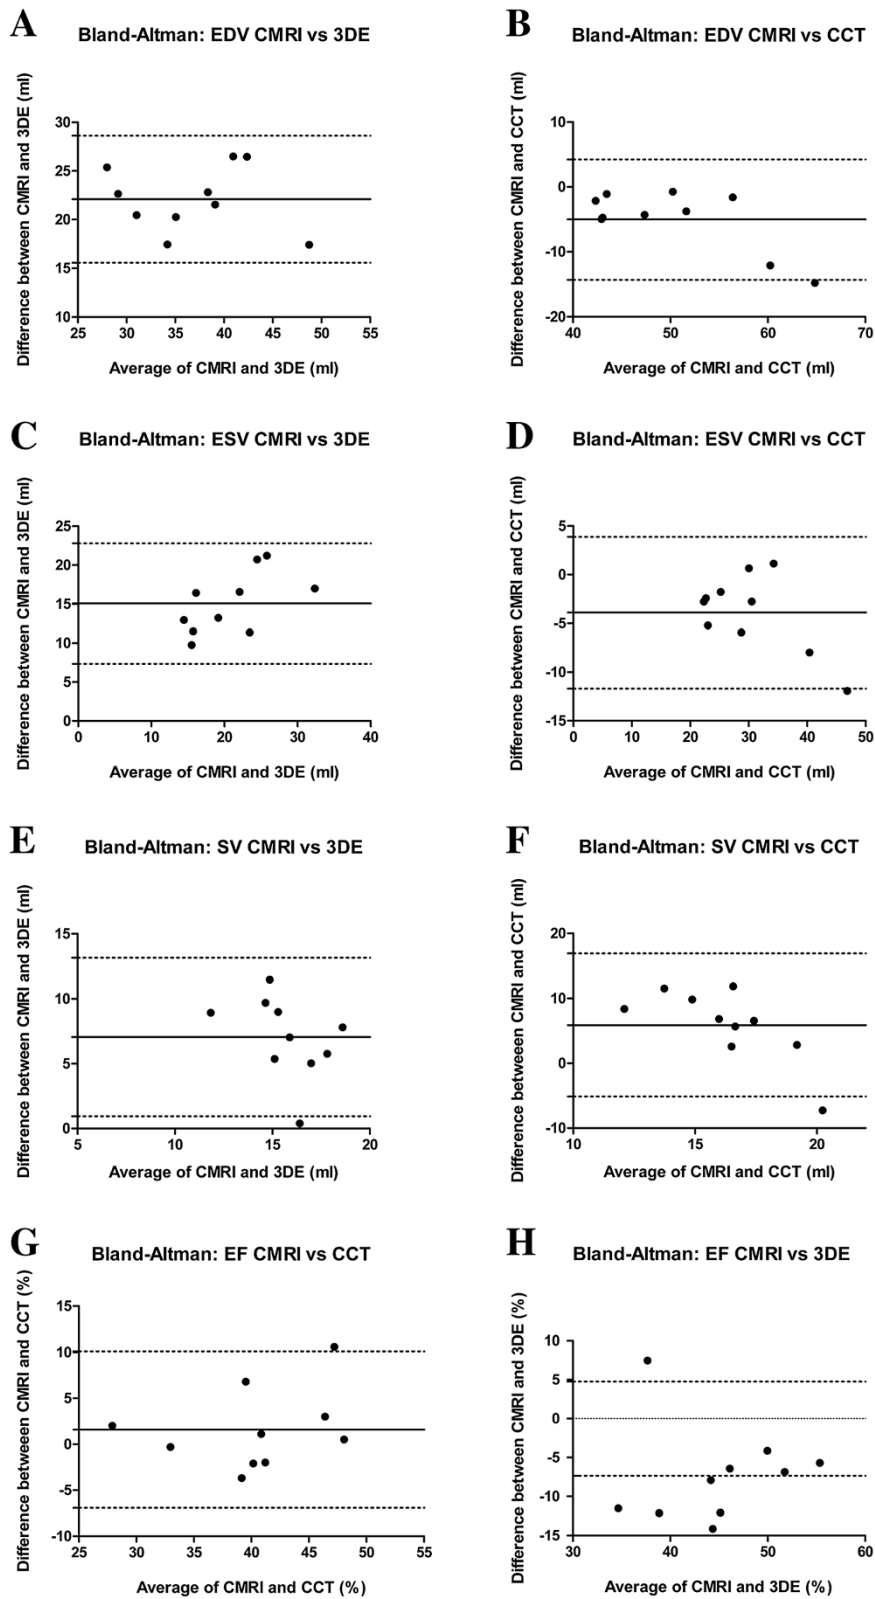 A
Bland-Altman: EDV CMRI vs 3DE
Difference between CMRI and 3DE (ml)
30
25
20
15
10
25
30
35
40
45
50
55
Average of CMRI and 3DE (ml)
B
Bland-Altman: EDV CMRI vs CCT
Difference between CMRI and CCT (ml)
10
0
-10
-20
40
50
60
70
Average of CMRI and CCT (ml)
C
Bland-Altman: ESV CMRI vs 3DE
Difference between CMRI and 3DE (ml)
25
20
15
10
5
0
0
10
20
30
40
Average of CMRI and 3DE (ml)
D
Bland-Altman: ESV CMRI vs CCT
Difference between CMRI and CCT (ml)
5
0
-5
-10
-15
0
10
20
30
40
50
Average of CMRI and CCT (ml)
E
Bland-Altman: SV CMRI vs 3DE
Difference between CMRI and 3DE (ml)
15
10
5
0
5
10
15
20
Average of CMRI and 3DE (ml)
F
Bland-Altman: SV CMRI vs CCT
Difference betweeen CMRI and CCT (ml)
20
10
0
-10
10
15
20
Average of CMRI and CCT (ml)
G
Bland-Altman: EF CMRI vs CCT
Difference betweeen CMRI and CCT (%)
15
10
5
0
-5
-10
25
35
45
55
Average of CMRI and CCT (%)
H
Bland-Altman: EF CMRI vs 3DE
Difference between CMRI and 3DE (%)
10
5
0
-5
-10
-15
30
40
50
60
Average of CMRI and 3DE (%)